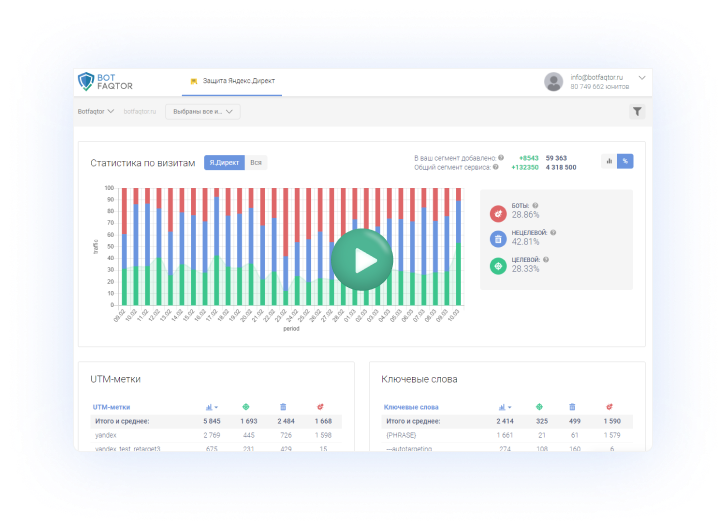 BOT
FAQTOR
Защита Яндекс.Директ
info@botfaqtor.ru
80 749 662 юнитов
Botfaqtor
botfaqtor.ru
Выбраны все и...
Статистика по визитам
Я.Директ
Все
В ваш сегмент добавлено: +8543 59 363
Общий сегмент сервиса: +132350 4 318 500
%
100
90
80
70
60
50
40
30
20
10
0
traffic
09.02 10.02 11.02 12.02 13.02 14.02 15.02 16.02 17.02 18.02 19.02 20.02 21.02 22.02 23.02 24.02 25.02 26.02 27.02 28.02 01.03 02.03 03.03 04.03 05.03 06.03 07.03 08.03 09.03 10.03
period
БОТЫ:
28.86%
НЕЦЕЛЕВОЙ:
42.81%
ЦЕЛЕВОЙ:
28.33%
UTM-метки
UTM-метки
Итого и среднее: 5 845 1 693 2 484 1 668
yandex 2 769 445 726 1 598
yandex_test_retarget3 675 231 429 15
Ключевые слова
Ключевые слова
Итого и среднее: 2 414 325 499 1 590
{PHRASE} 1 661 21 61 1 579
---autotargeting 274 108 160 6